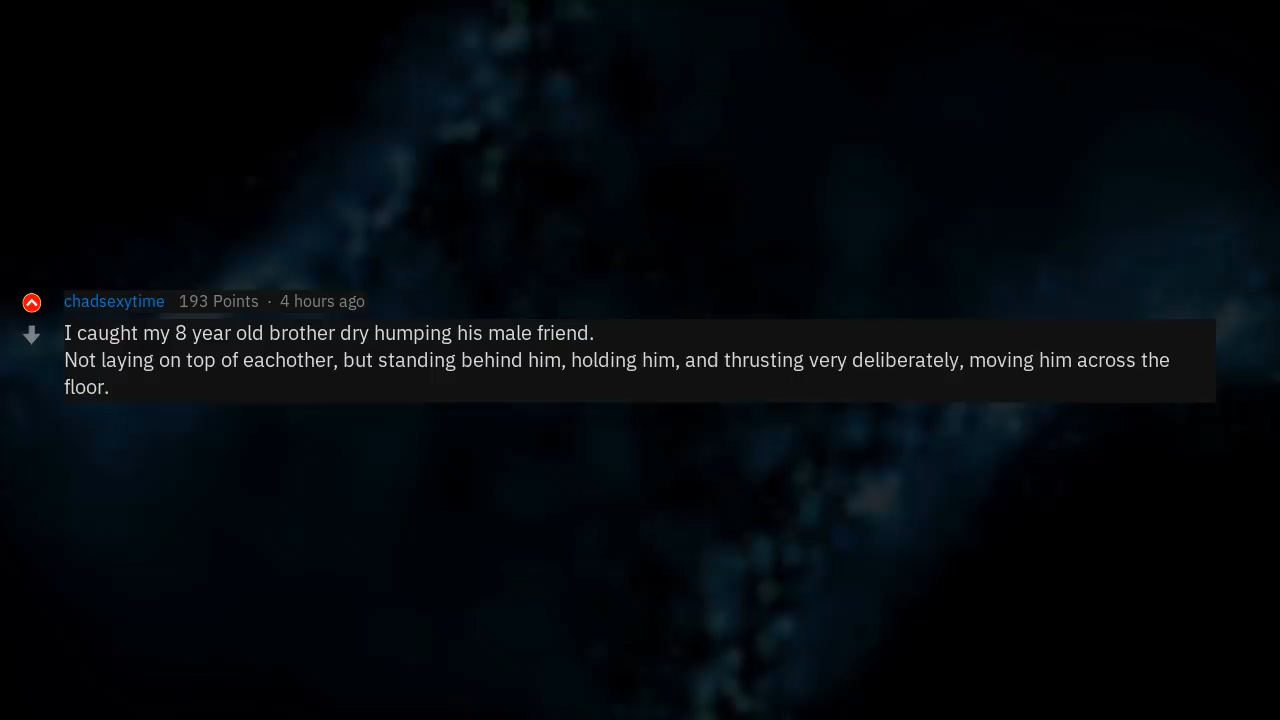 chadsexytime 193 Points · 4 hours ago
I caught my 8 year old brother dry humping his male friend.
Not laying on top of eachother, but standing behind him, holding him, and thrusting very deliberately, moving him across the
floor.